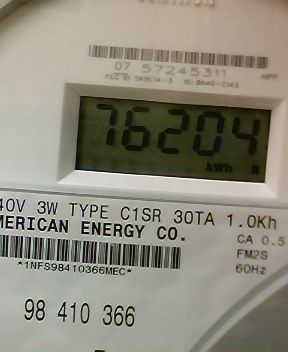 07 57245311
76204
kWh
40V 3W TYPE C1SR 30TA 1.0Kh
MERICAN ENERGY CO.
CA 0.5
*1NFS98410366MEC*
FM2S
60Hz
98 410 366